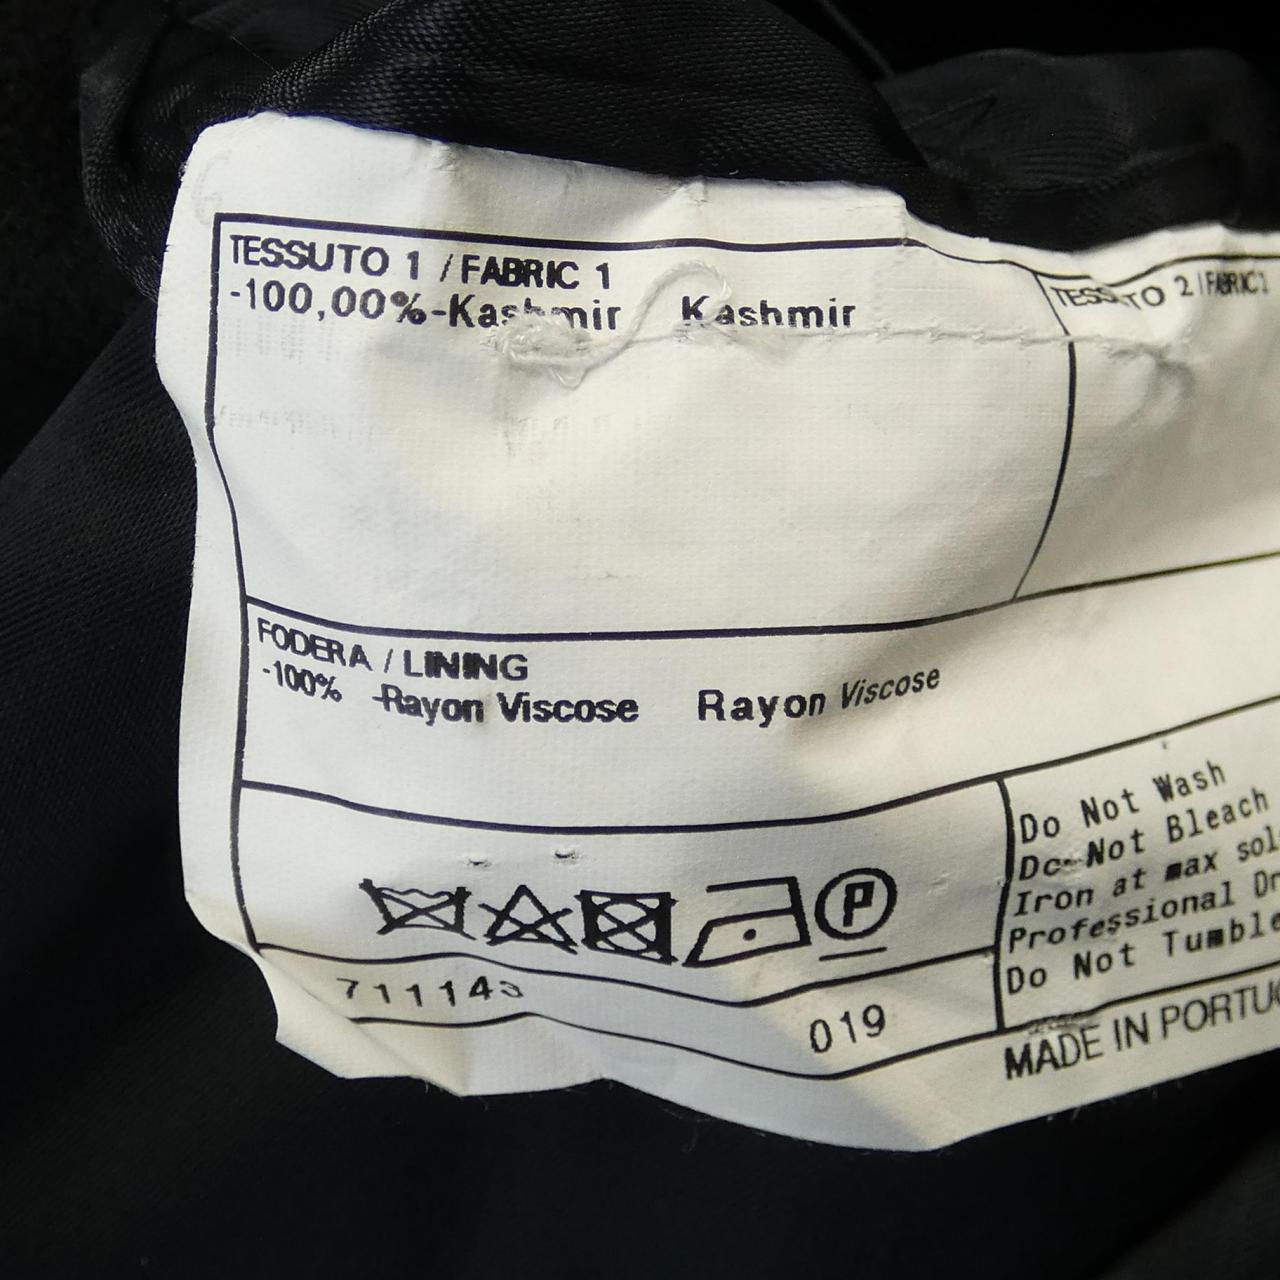 TESSUTO 1 / FABRIC 1
-100,00%-Kashmir Kashmir
TESSUTO 2 / FABRIC 2
FODERA / LINING
-100% -Rayon Viscose Rayon Viscose
Do Not Wash
Do Not Bleach
Iron at max
Professional
Do Not Tumble
P
711143
019
MADE IN